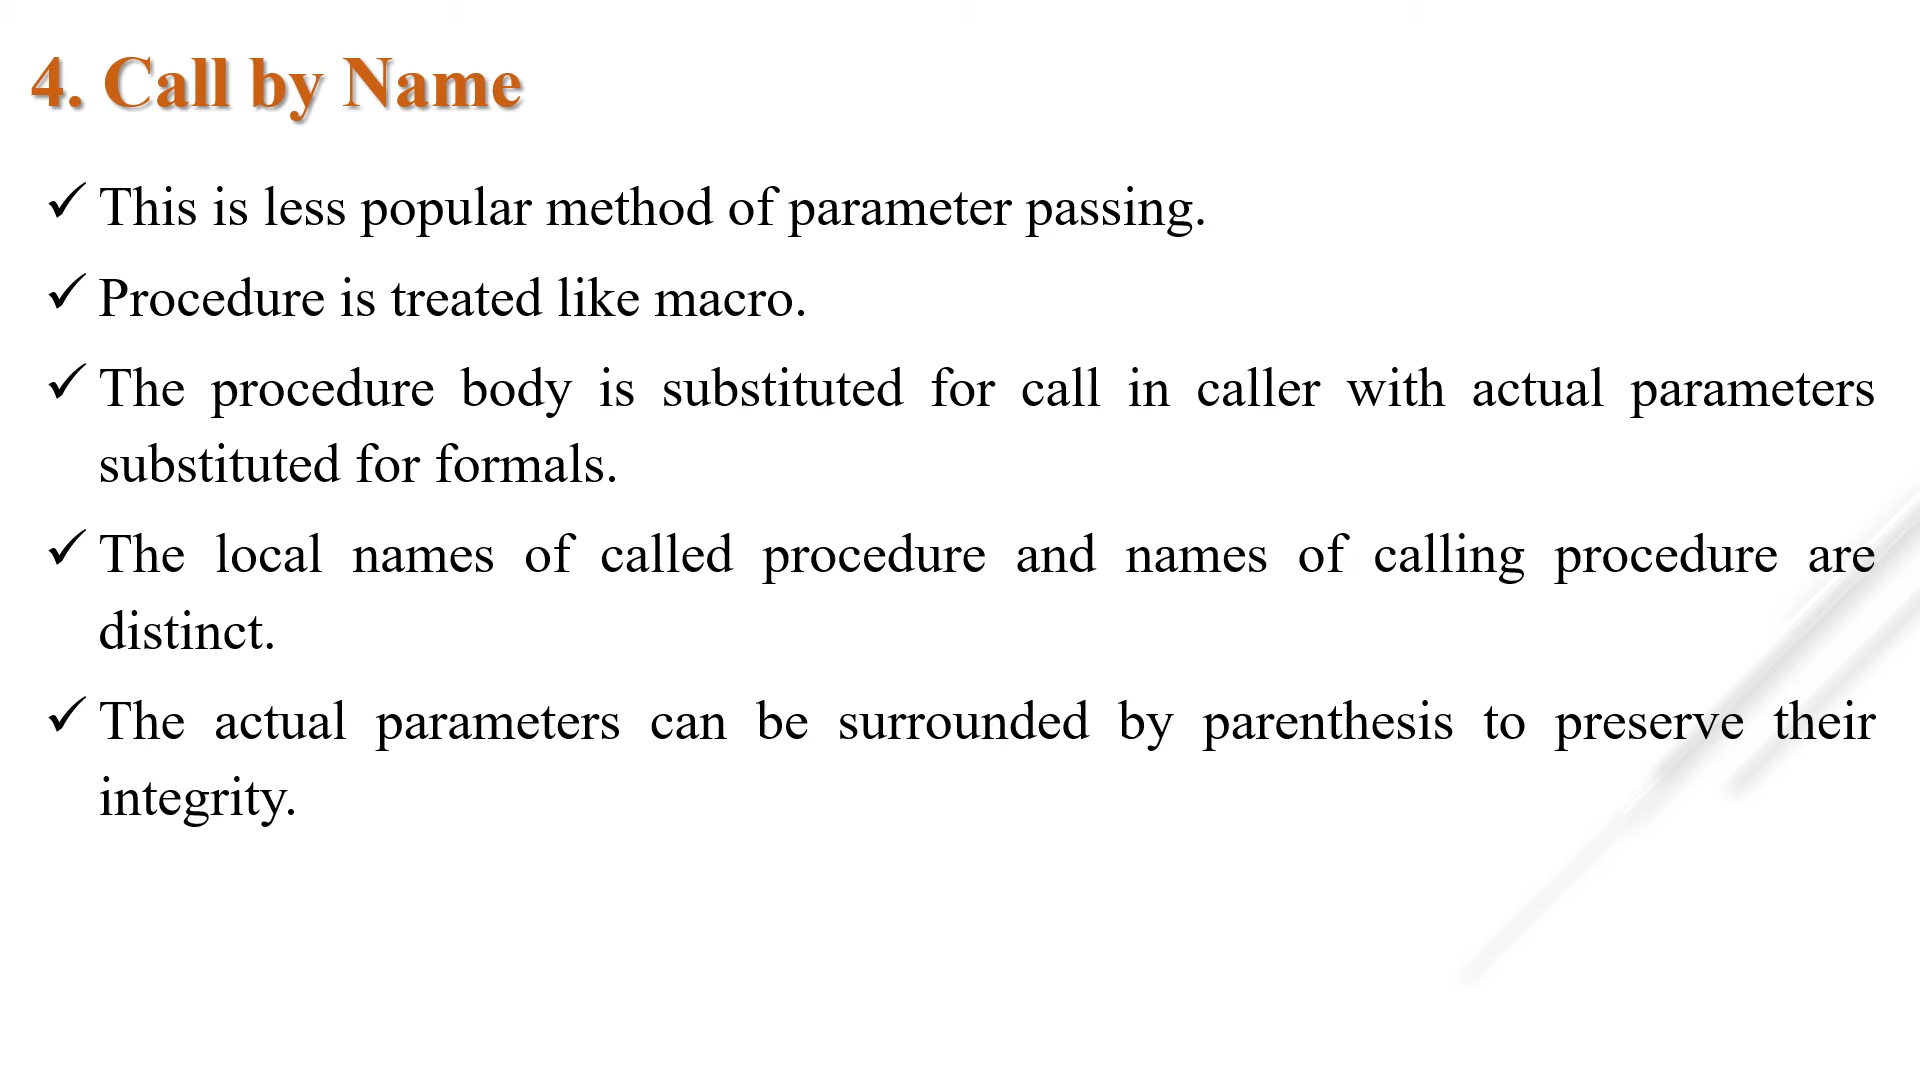 4. Call by Name
✓ This is less popular method of parameter passing.
✓ Procedure is treated like macro.
✓ The procedure body is substituted for call in caller with actual parameters
substituted for formals.
✓ The local names of called procedure and names of calling procedure are
distinct.
✓ The actual parameters can be surrounded by parenthesis to preserve their
integrity.